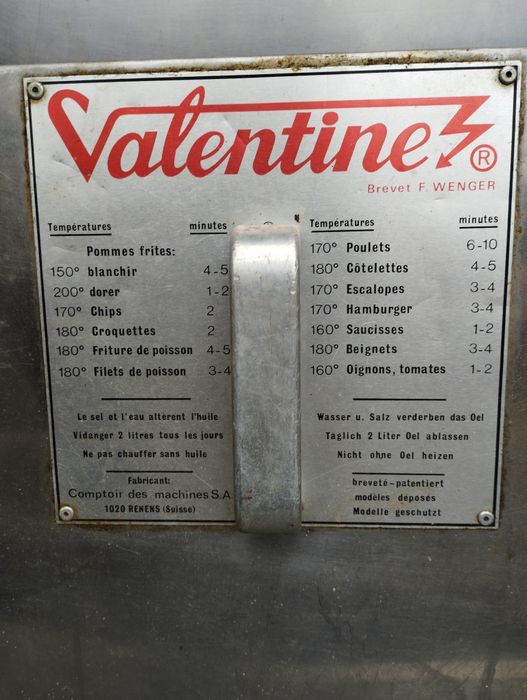 Valentine ®
Brevet F. WENGER
Températures minutes
Pommes frites:
150° blanchir 4-5
200° dorer 1-2
170° Chips 2
180° Croquettes 2
180° Friture de poisson 4-5
180° Filets de poisson 3-4
Le sel et l'eau altèrent l'huile
Vidanger 2 litres tous les jours
Ne pas chauffer sans huile
Fabricant:
Comptoir des machines S.A
1020 RENENS (Suisse)
Températures minutes
170° Poulets 6-10
180° Côtelettes 4-5
170° Escalopes 3-4
170° Hamburger 3-4
160° Saucisses 1-2
180° Beignets 3-4
160° Oignons, tomates 1-2
Wasser u. Salz verderben das Oel
Täglich 2 Liter Oel ablassen
Nicht ohne Oel heizen
breveté-patentiert
modèles déposés
Modelle geschützt